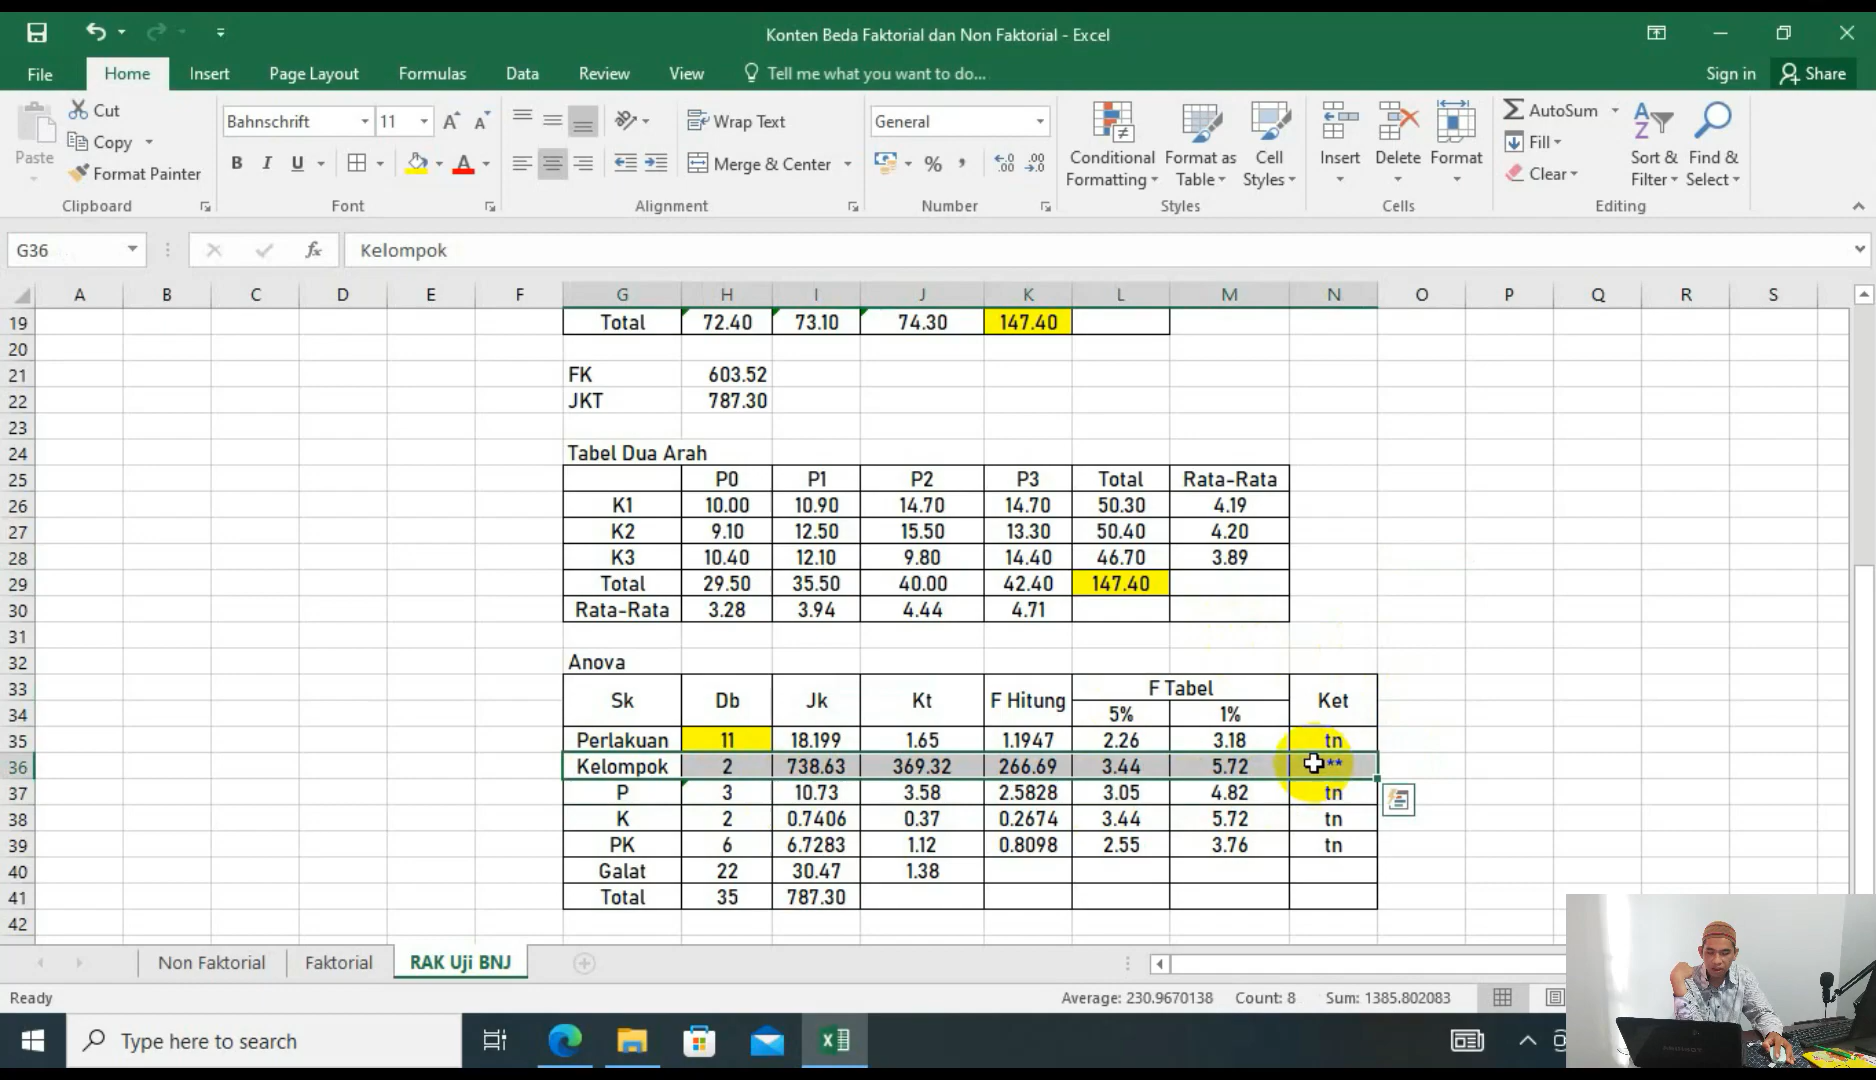 Konten Beda Faktorial dan Non Faktorial - Excel
File Home Insert Page Layout Formulas Data Review View Tell me what you want to do... Sign in Share
Paste Cut Copy Format Painter
Bahnschrift 11
B I U
Wrap Text
Merge & Center
General
% ,
Conditional Formatting Format as Table Cell Styles
Insert Delete Format
AutoSum Fill Clear
Sort & Filter Find & Select
Clipboard Font Alignment Number Styles Cells Editing
G36 fx Kelompok
A B C D E F G H I J K L M N O P Q R S
19 Total 72.40 73.10 74.30 147.40
20
21 FK 603.52
22 JKT 787.30
23
24 Tabel Dua Arah
25 P0 P1 P2 P3 Total Rata-Rata
26 K1 10.00 10.90 14.70 14.70 50.30 4.19
27 K2 9.10 12.50 15.50 13.30 50.40 4.20
28 K3 10.40 12.10 9.80 14.40 46.70 3.89
29 Total 29.50 35.50 40.00 42.40 147.40
30 Rata-Rata 3.28 3.94 4.44 4.71
31
32 Anova
33 Sk Db Jk Kt F Hitung F Tabel Ket
34 5% 1%
35 Perlakuan 11 18.199 1.65 1.1947 2.26 3.18 tn
36 Kelompok 2 738.63 369.32 266.69 3.44 5.72 **
37 P 3 10.73 3.58 2.5828 3.05 4.82 tn
38 K 2 0.7406 0.37 0.2674 3.44 5.72 tn
39 PK 6 6.7283 1.12 0.8098 2.55 3.76 tn
40 Galat 22 30.47 1.38
41 Total 35 787.30
42
Non Faktorial Faktorial RAK Uji BNJ
Ready Average: 230.9670138 Count: 8 Sum: 1385.802083
Type here to search